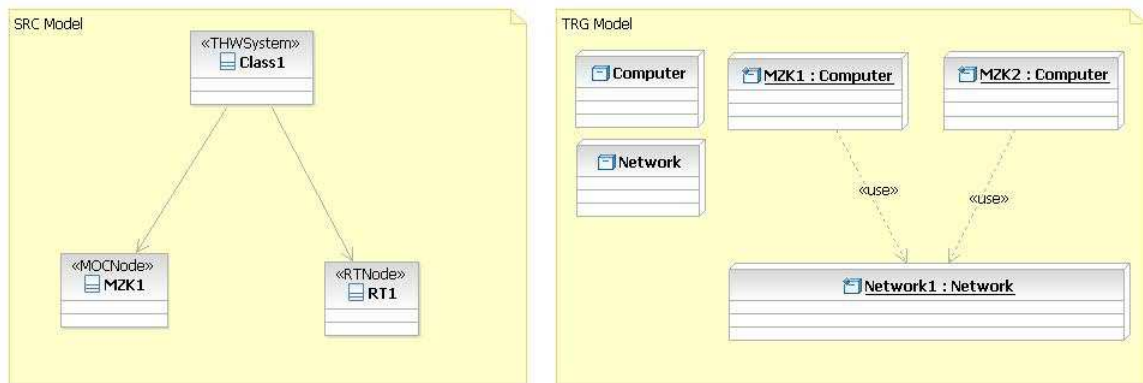 SRC Model
«THWSystem»
Class1
«MOCNode»
MZK1
«RTNode»
RT1
TRG Model
Computer
MZK1 : Computer
MZK2 : Computer
Network
«use»
«use»
Network1 : Network